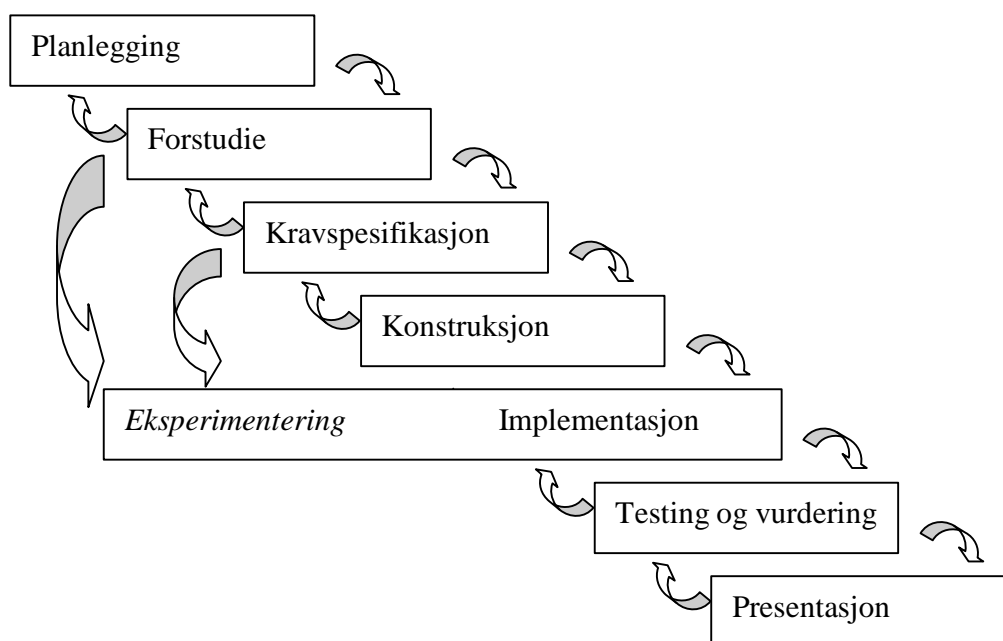 Planlegging
Forstudie
Kravspesifikasjon
Konstruksjon
Eksperimentering Implementasjon
Testing og vurdering
Presentasjon